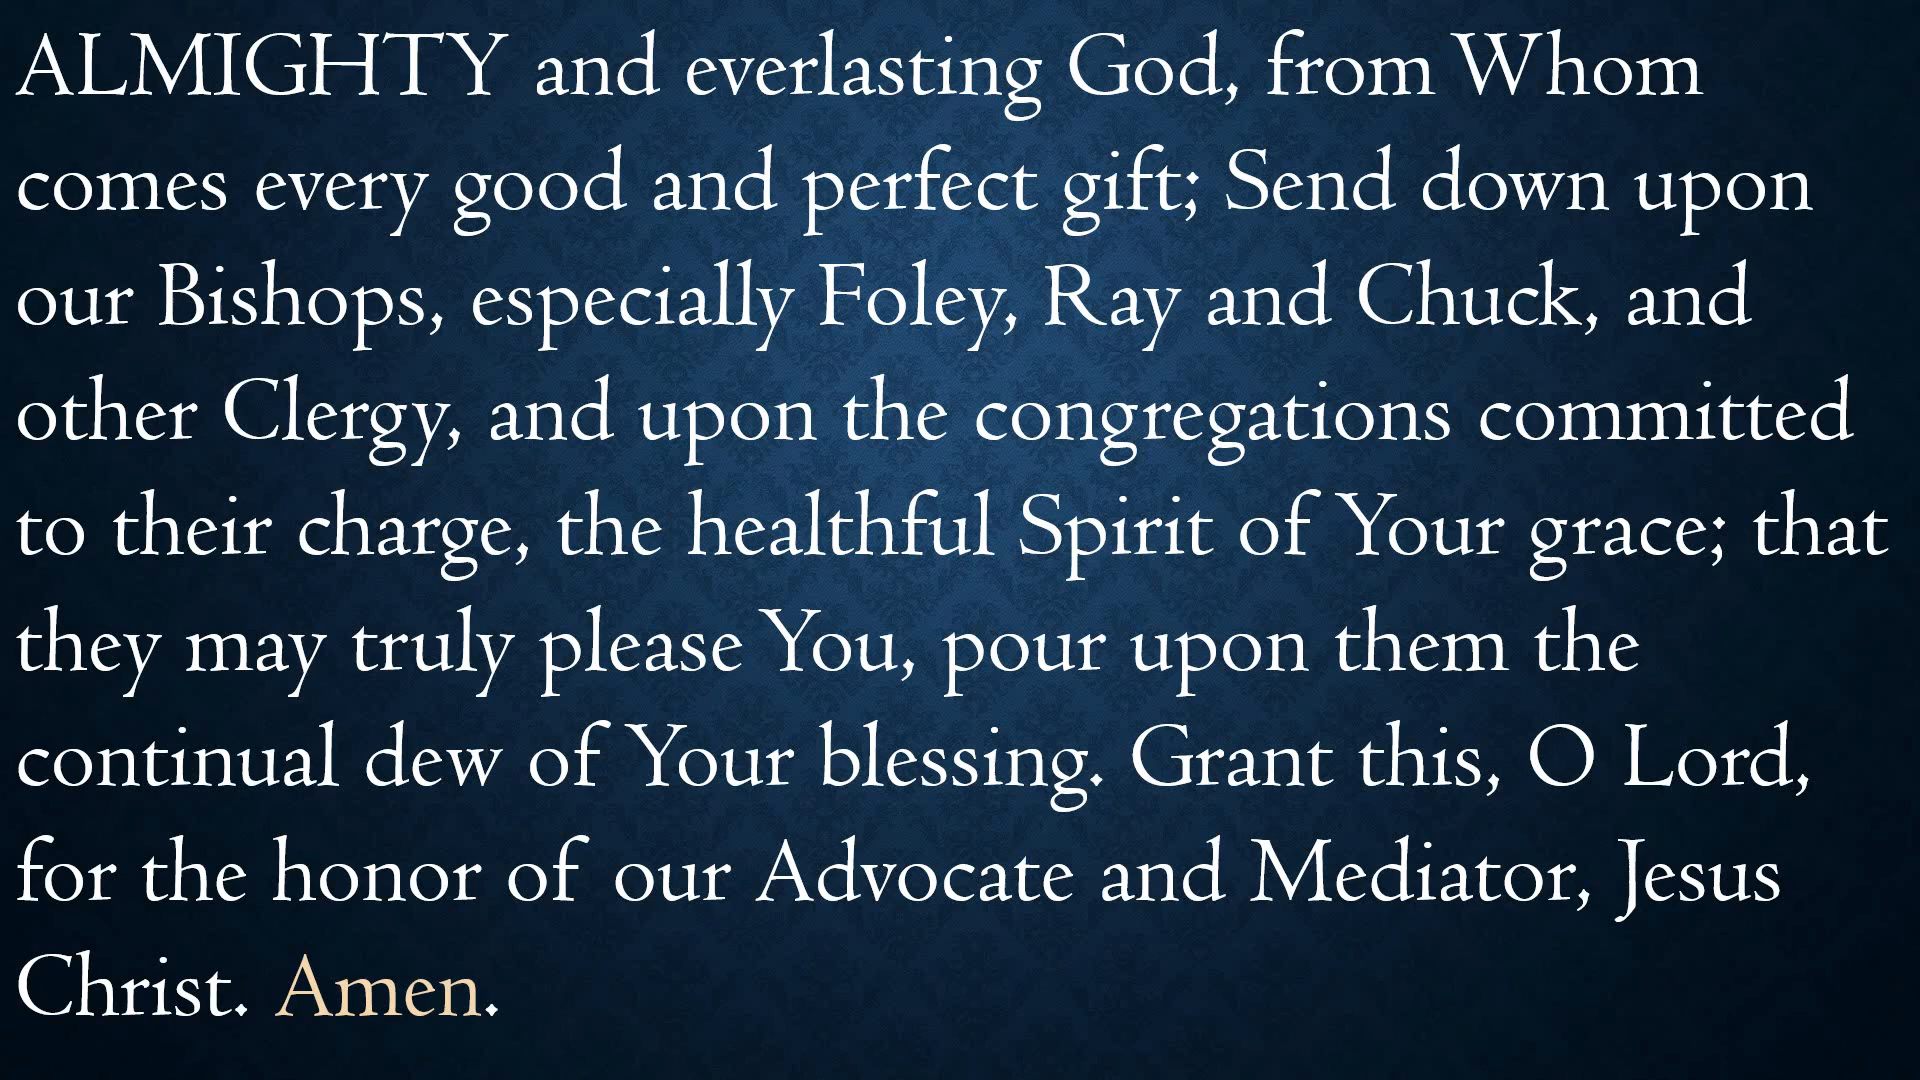 ALMIGHTY and everlasting God, from Whom
comes every good and perfect gift; Send down upon
our Bishops, especially Foley, Ray and Chuck, and
other Clergy, and upon the congregations committed
to their charge, the healthful Spirit of Your grace; that
they may truly please You, pour upon them the
continual dew of Your blessing. Grant this, O Lord,
for the honor of our Advocate and Mediator, Jesus
Christ. Amen.